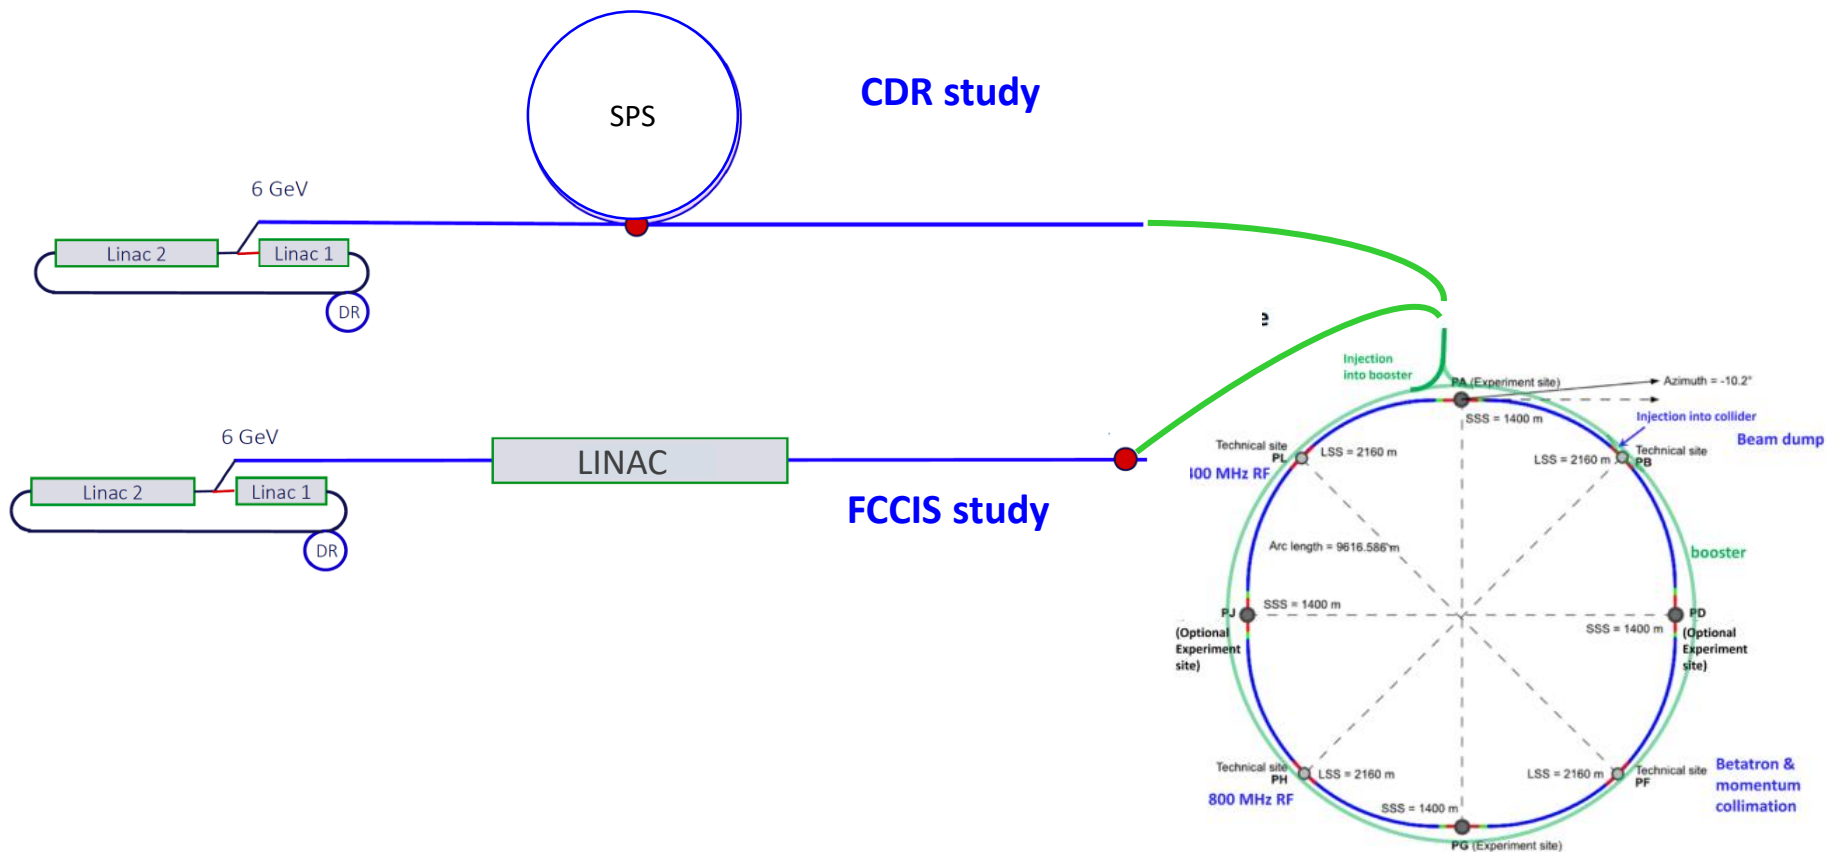 CDR study
SPS
6 GeV
Linac 2
Linac 1
DR
Injection
into booster
PA (Experiment site)
Azimuth = -10.2°
SSS = 1400 m
Injection into collider
Beam dump
Technical site
PL
LSS = 2160 m
LSS = 2160 m
Technical site
PB
400 MHz RF
6 GeV
LINAC
Linac 2
Linac 1
DR
FCCIS study
Arc length = 9616.586 m
booster
PJ
SSS = 1400 m
(Optional
Experiment
site)
PD
SSS = 1400 m
(Optional
Experiment
site)
Technical site
PH
LSS = 2160 m
800 MHz RF
LSS = 2160 m
Technical site
PF
Betatron &
momentum
collimation
SSS = 1400 m
PG (Experiment site)